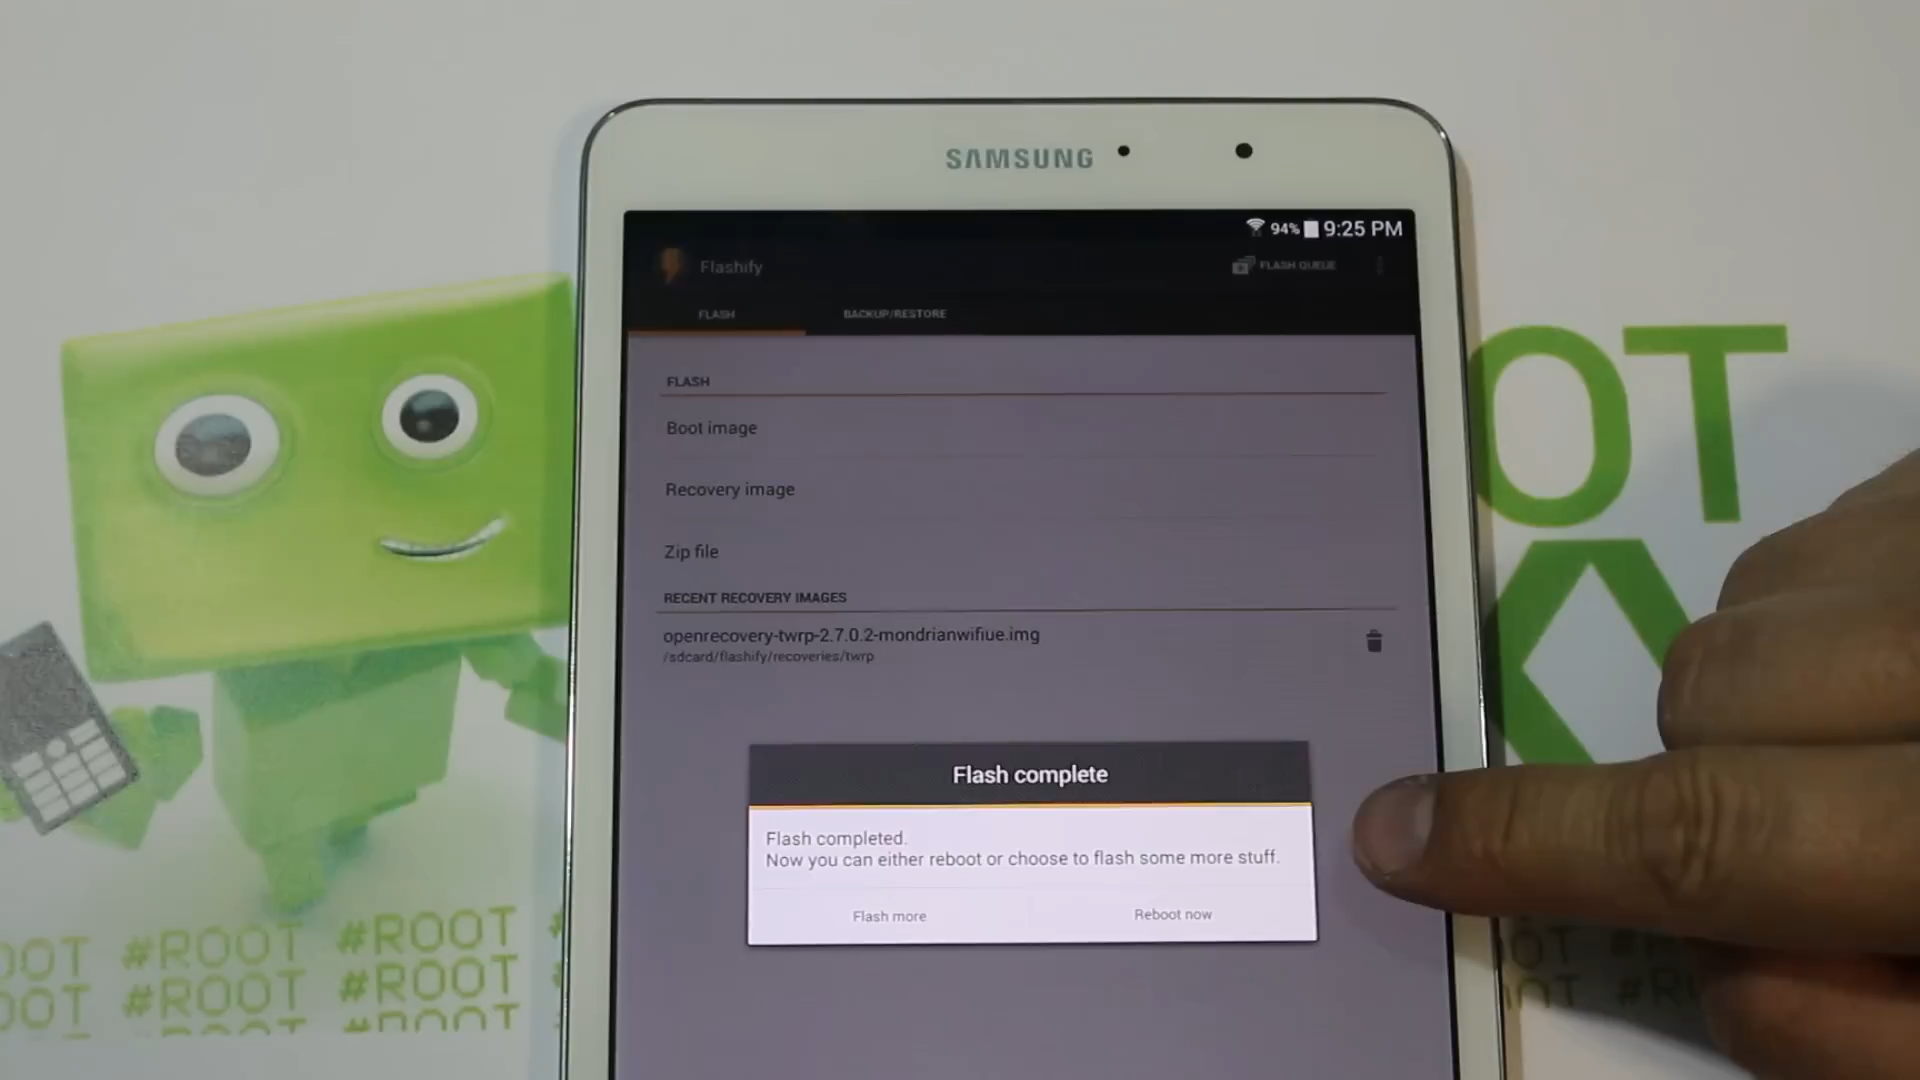 SAMSUNG
94% 9:25 PM
Flashify
FLASH QUEUE
FLASH
BACKUP/RESTORE
FLASH
Boot image
Recovery image
Zip file
RECENT RECOVERY IMAGES
openrecovery-twrp-2.7.0.2-mondrianwifiue.img
/sdcard/flashify/recoveries/twrp
Flash complete
Flash completed.
Now you can either reboot or choose to flash some more stuff.
Flash more
Reboot now
OT
OOT #ROOT #ROOT #
OOT #ROOT #ROOT